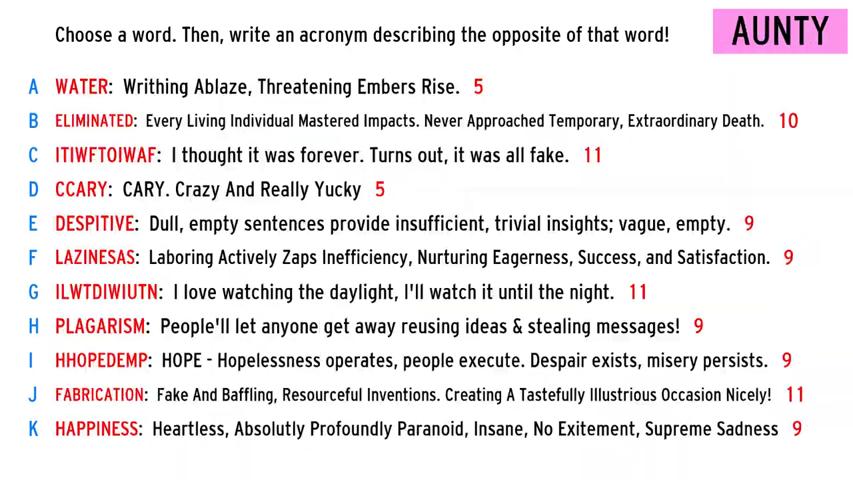 Choose a word. Then, write an acronym describing the opposite of that word!
AUNTY
A WATER: Writhing Ablaze, Threatening Embers Rise. 5
B ELIMINATED: Every Living Individual Mastered Impacts. Never Approached Temporary, Extraordinary Death. 10
C ITIWFTOIWAF: I thought it was forever. Turns out, it was all fake. 11
D CCARY: CARY. Crazy And Really Yucky 5
E DESPITIVE: Dull, empty sentences provide insufficient, trivial insights; vague, empty. 9
F LAZINESAS: Laboring Actively Zaps Inefficiency, Nurturing Eagerness, Success, and Satisfaction. 9
G ILWTDIWIUTN: I love watching the daylight, I'll watch it until the night. 11
H PLAGARISM: People'll let anyone get away reusing ideas & stealing messages! 9
I HHOPEDEMP: HOPE - Hopelessness operates, people execute. Despair exists, misery persists. 9
J FABRICATION: Fake And Baffling, Resourceful Inventions. Creating A Tastefully Illustrious Occasion Nicely! 11
K HAPPINESS: Heartless, Absolutly Profoundly Paranoid, Insane, No Exitement, Supreme Sadness 9